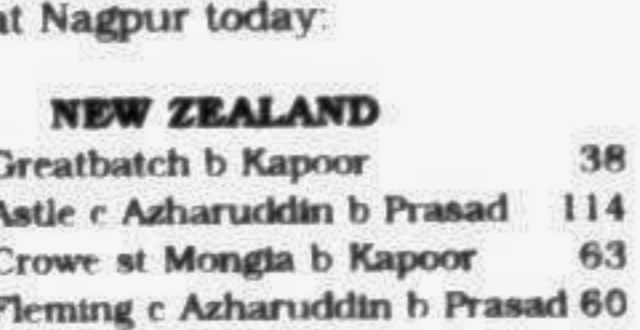 at Nagpur today:
NEW ZEALAND
Greatbatch b Kapoor 38
Astle c Azharuddin b Prasad 114
Crowe st Mongia b Kapoor 63
Fleming c Azharuddin b Prasad 60